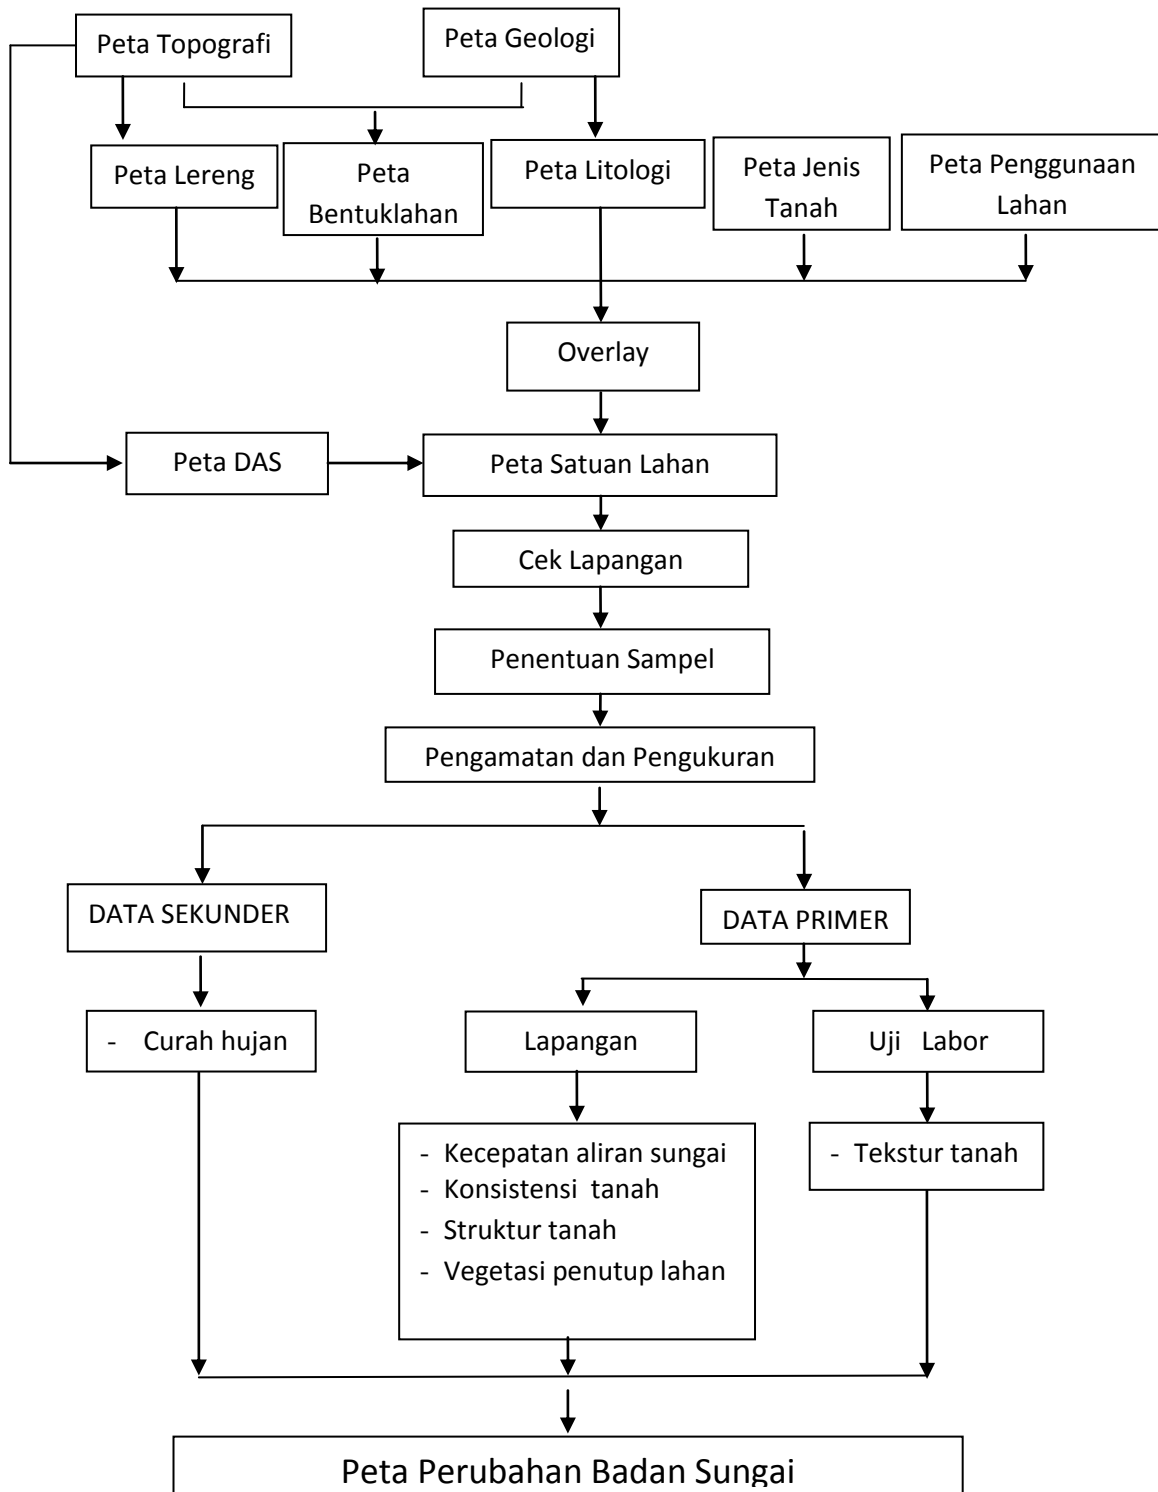 Peta Topografi
Peta Geologi
Peta Lereng
Peta
Bentuklahan
Peta Litologi
Peta Jenis
Tanah
Peta Penggunaan
Lahan
Overlay
Peta DAS
Peta Satuan Lahan
Cek Lapangan
Penentuan Sampel
Pengamatan dan Pengukuran
DATA SEKUNDER
DATA PRIMER
- Curah hujan
Lapangan
Uji Labor
- Kecepatan aliran sungai
- Konsistensi tanah
- Struktur tanah
- Vegetasi penutup lahan
- Tekstur tanah
Peta Perubahan Badan Sungai